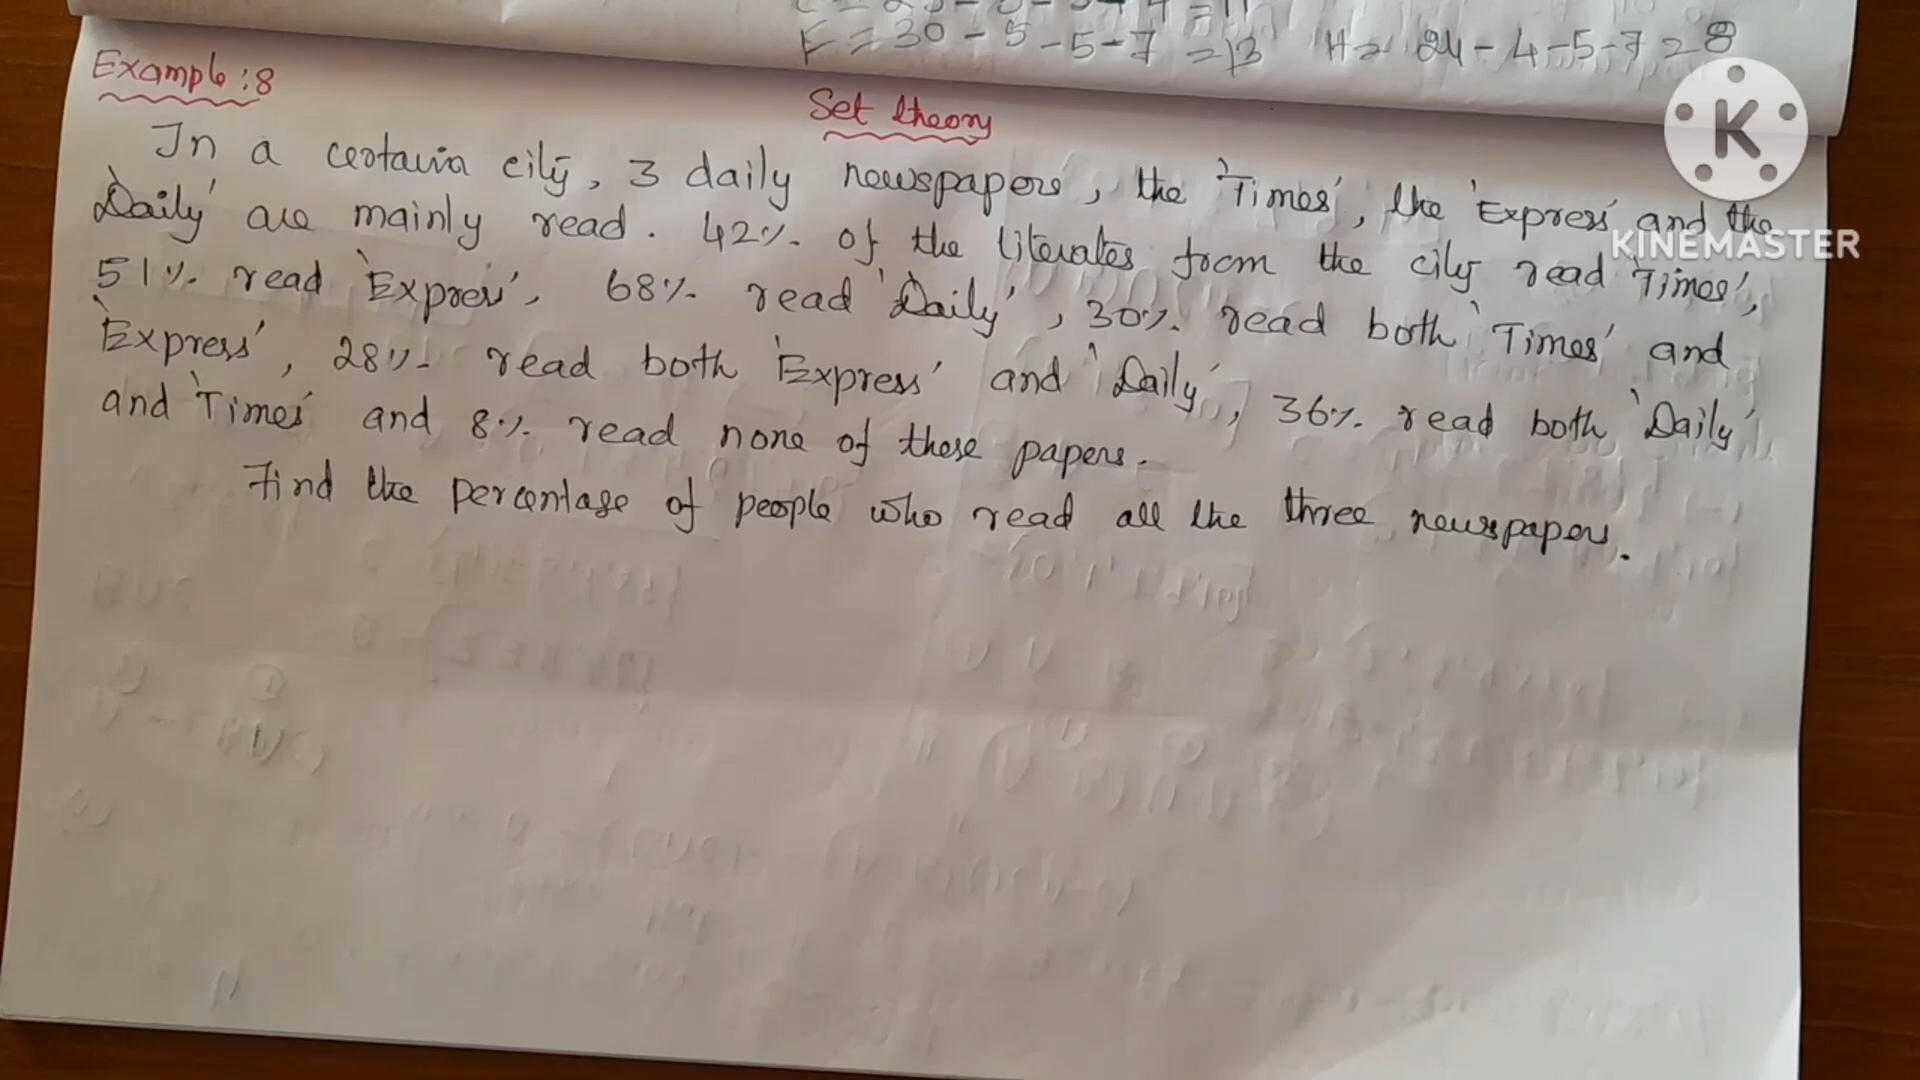 F = 30 - 5 - 5 - 7 = 13 H = 24 - 4 - 5 - 7 = 8
Example : 8
Set theory
K
KINEMASTER
In a certain city, 3 daily newspapers, the 'Times', the 'Express' and the
'Daily' are mainly read. 42% of the literates from the city read 'Times',
51% read 'Express', 68% read 'Daily', 30% read both 'Times' and
'Express', 28% read both 'Express' and 'Daily', 36% read both 'Daily'
and 'Times' and 8% read none of these papers.
Find the percentage of people who read all the three newspapers.